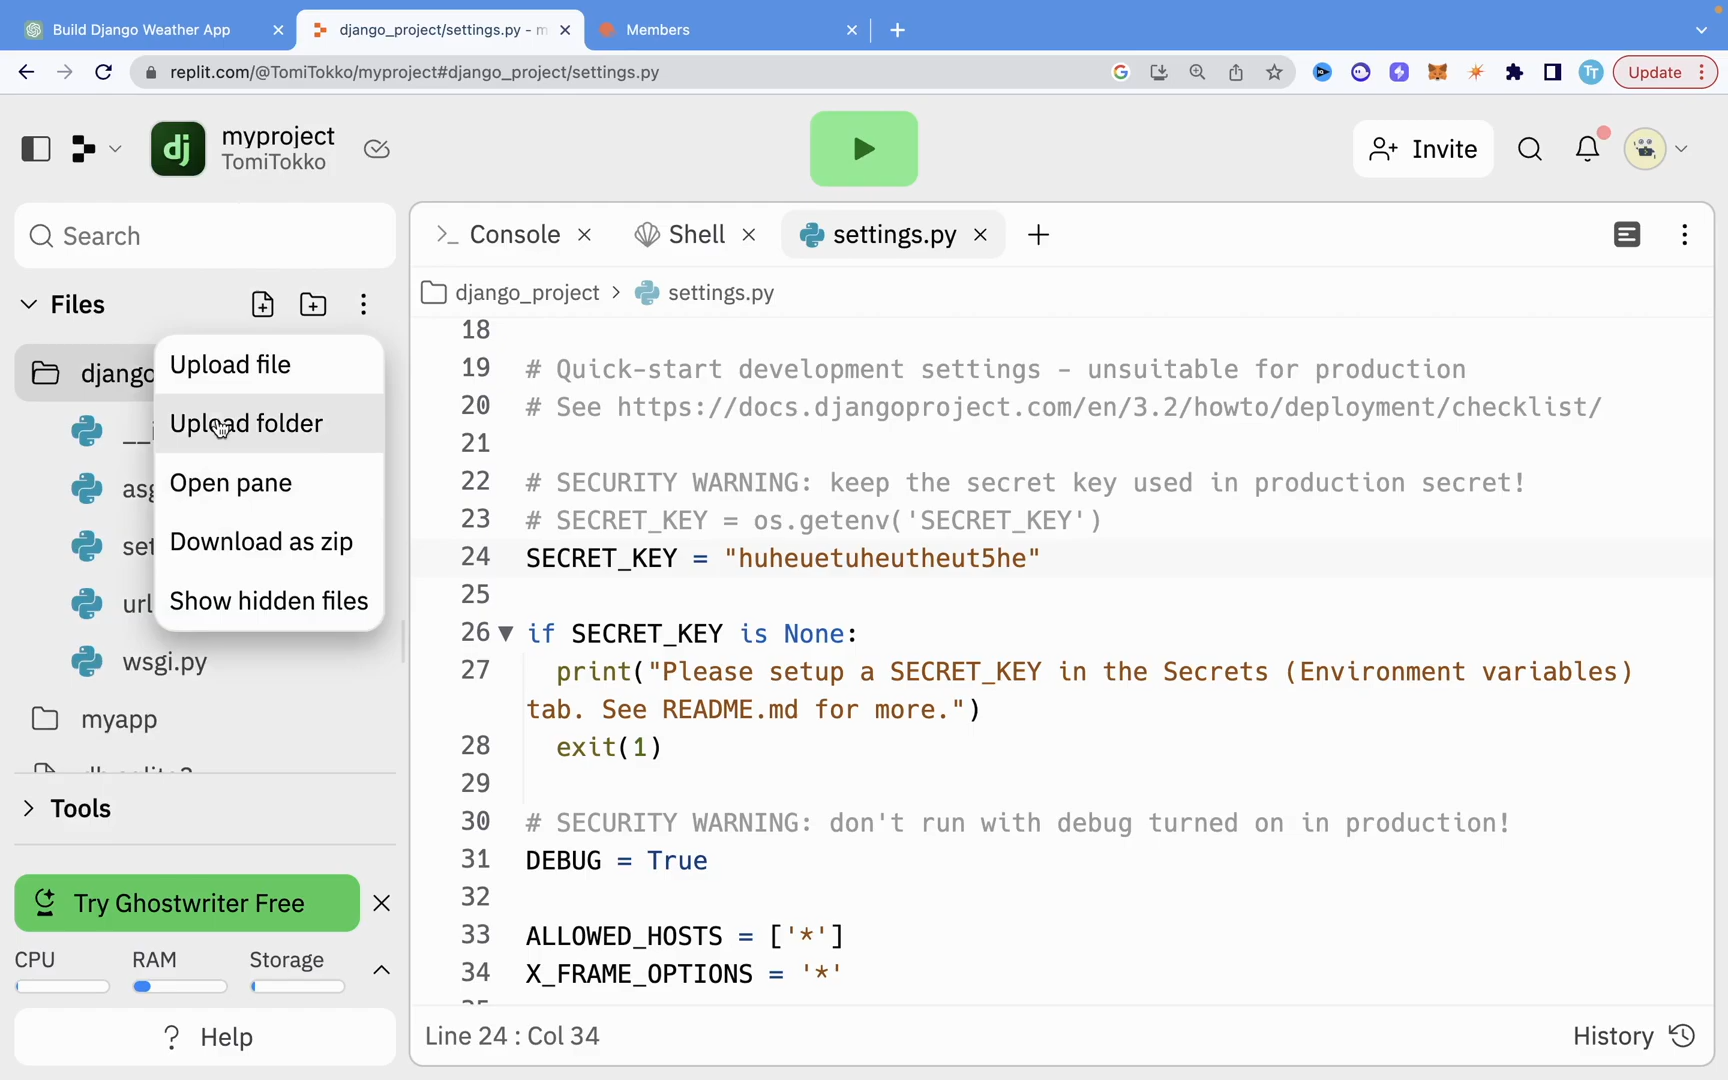 Build Django Weather App
django_project/settings.py - m
Members
replit.com/@TomiTokko/myproject#django_project/settings.py
TT
Update
dj
myproject
TomiTokko
Invite
Search
Files
django
Upload file
Upload folder
Open pane
Download as zip
Show hidden files
__i
asg
set
url
wsgi.py
myapp
Tools
Try Ghostwriter Free
CPU
RAM
Storage
? Help
>_ Console
Shell
settings.py
django_project > settings.py
18
19 # Quick-start development settings - unsuitable for production
20 # See https://docs.djangoproject.com/en/3.2/howto/deployment/checklist/
21
22 # SECURITY WARNING: keep the secret key used in production secret!
23 # SECRET_KEY = os.getenv('SECRET_KEY')
24 SECRET_KEY = "huheuetuheutheut5he"
25
26 if SECRET_KEY is None:
27 print("Please setup a SECRET_KEY in the Secrets (Environment variables)
tab. See README.md for more.")
28 exit(1)
29
30 # SECURITY WARNING: don't run with debug turned on in production!
31 DEBUG = True
32
33 ALLOWED_HOSTS = ['*']
34 X_FRAME_OPTIONS = '*'
Line 24 : Col 34
History